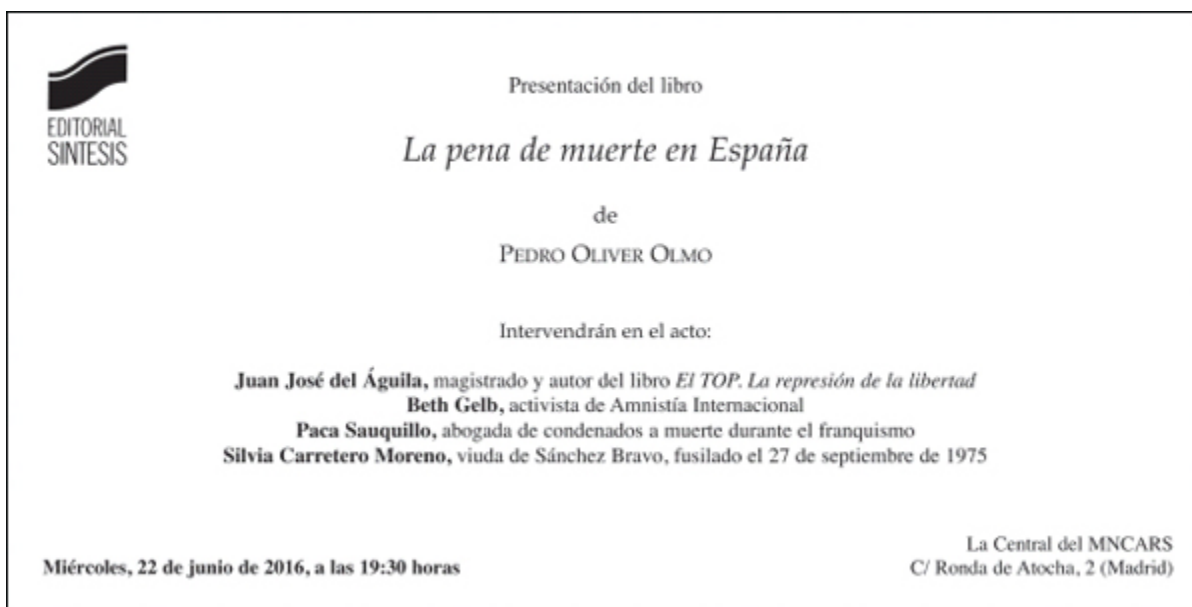 EDITORIAL
SINTESIS
Presentación del libro
La pena de muerte en España
de
PEDRO OLIVER OLMO
Intervendrán en el acto:
Juan José del Águila, magistrado y autor del libro El TOP. La represión de la libertad
Beth Gelb, activista de Amnistía Internacional
Paca Sauquillo, abogada de condenados a muerte durante el franquismo
Silvia Carretero Moreno, viuda de Sánchez Bravo, fusilado el 27 de septiembre de 1975
Miércoles, 22 de junio de 2016, a las 19:30 horas
La Central del MNCARS
C/ Ronda de Atocha, 2 (Madrid)